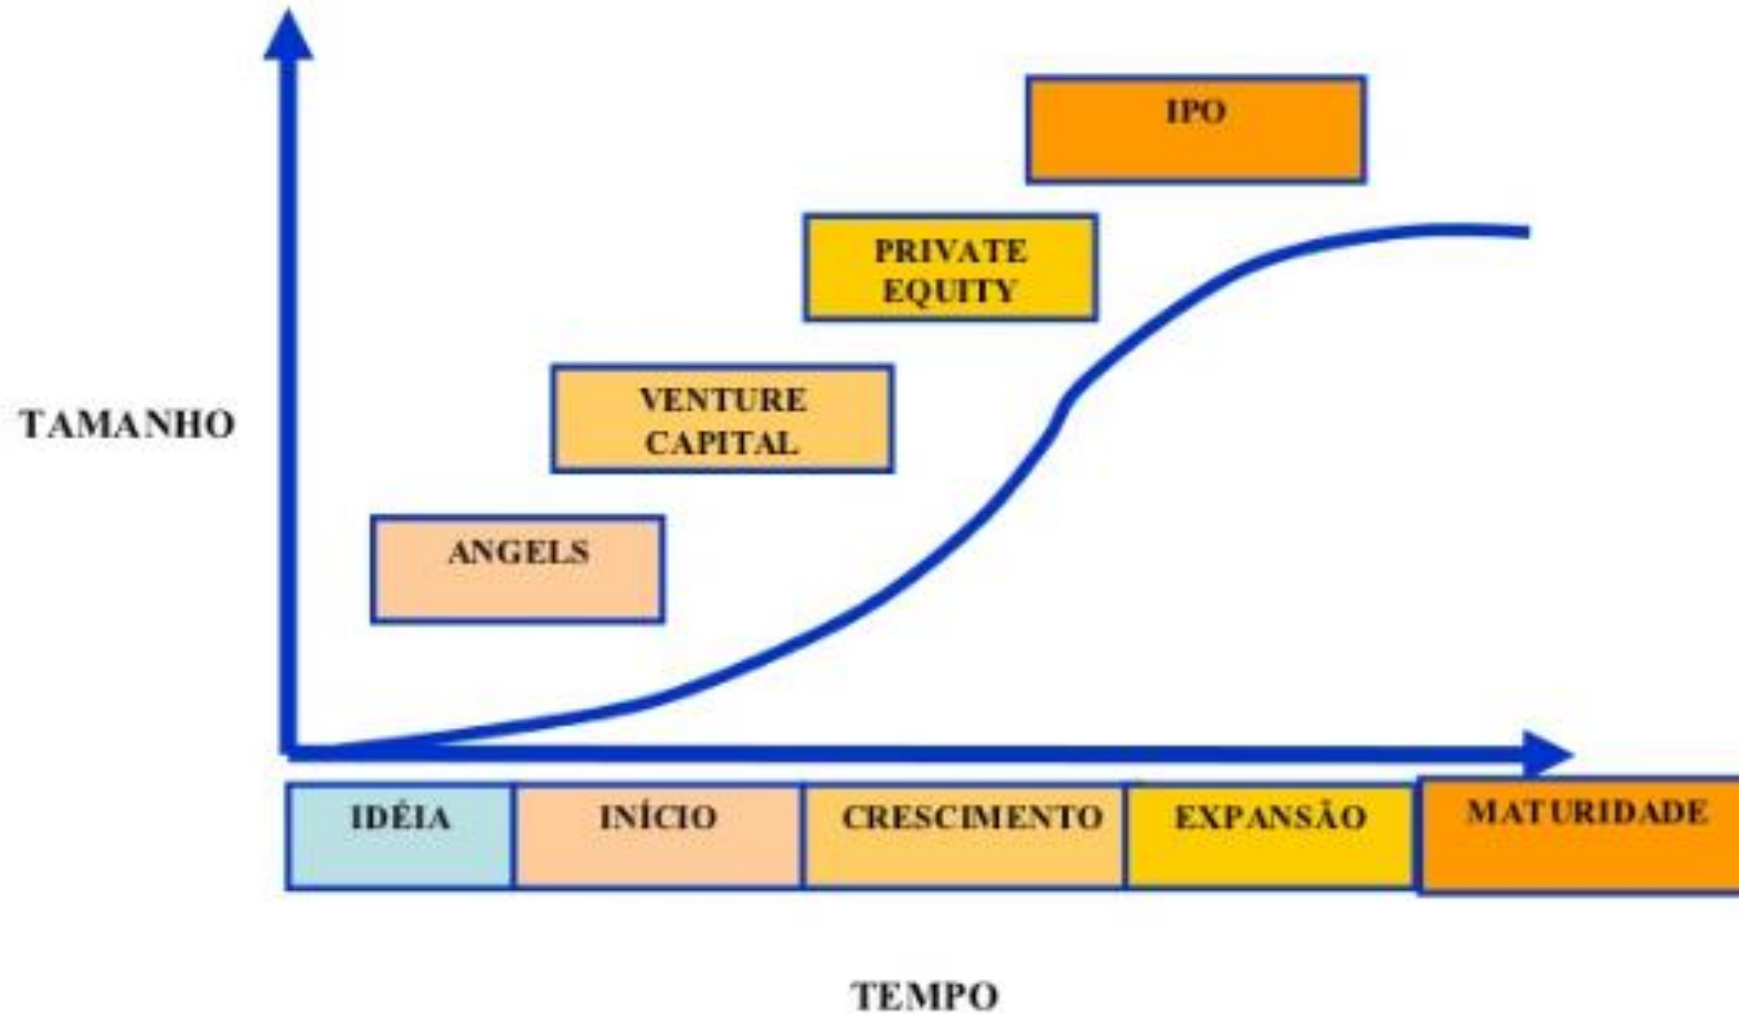 IPO
PRIVATE
EQUITY
VENTURE
CAPITAL
TAMANHO
ANGELS
IDÉIA
INÍCIO
CRESCIMENTO
EXPANSÃO
MATURIDADE
TEMPO